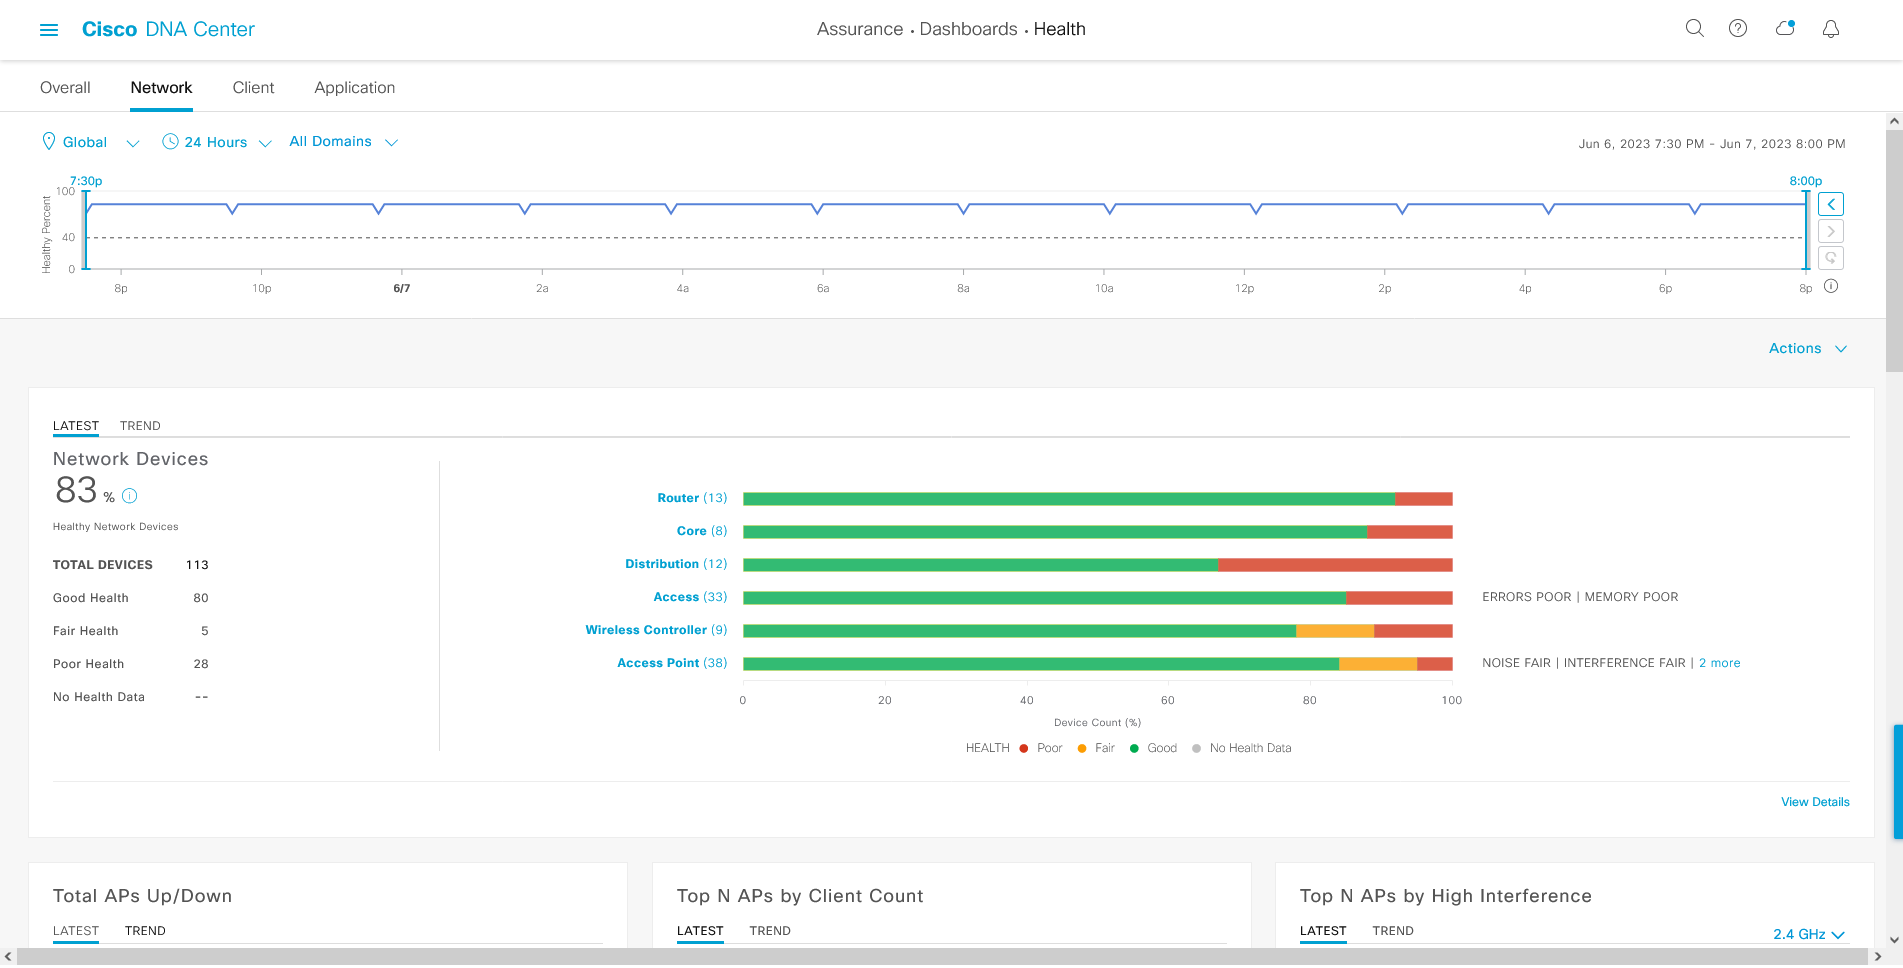 Cisco DNA Center
Assurance • Dashboards • Health
Overall Network Client Application
Global 24 Hours All Domains
Jun 6, 2023 7:30 PM - Jun 7, 2023 8:00 PM
7:30p 8:00p
Healthy Percent
100
40
0
8p 10p 6/7 2a 4a 6a 8a 10a 12p 2p 4p 6p 8p
Actions
LATEST TREND
Network Devices
83 %
Healthy Network Devices
TOTAL DEVICES 113
Good Health 80
Fair Health 5
Poor Health 28
No Health Data --
Router (13)
Core (8)
Distribution (12)
Access (33) ERRORS POOR | MEMORY POOR
Wireless Controller (9)
Access Point (38) NOISE FAIR | INTERFERENCE FAIR | 2 more
0 20 40 60 80 100
Device Count (%)
HEALTH Poor Fair Good No Health Data
View Details
Total APs Up/Down
LATEST TREND
Top N APs by Client Count
LATEST TREND
Top N APs by High Interference
LATEST TREND
2.4 GHz